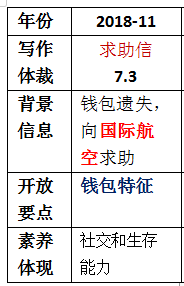 年份 2018-11
写作 求助信
体裁 7.3
背景 钱包遗失，
信息 向国际航
空求助
开放 钱包特征
要点
素养 社交和生存
体现 能力